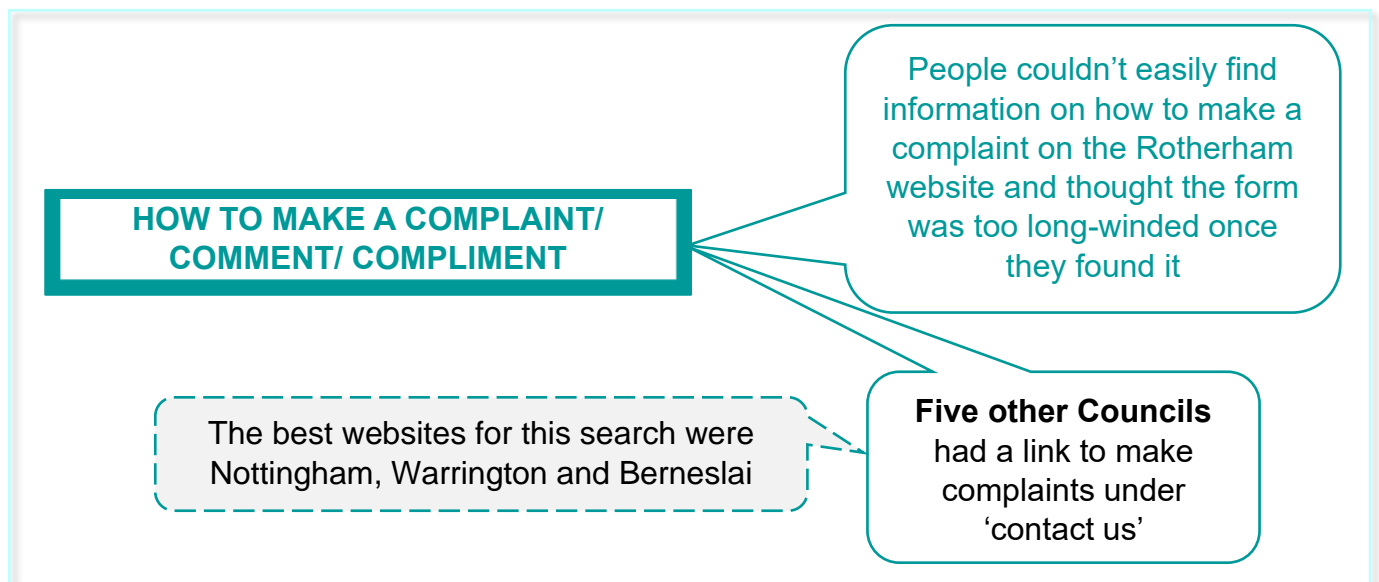 People couldn’t easily find
information on how to make a
complaint on the Rotherham
website and thought the form
was too long-winded once
they found it
HOW TO MAKE A COMPLAINT/
COMMENT/ COMPLIMENT
Five other Councils
had a link to make
complaints under
‘contact us’
The best websites for this search were
Nottingham, Warrington and Berneslai